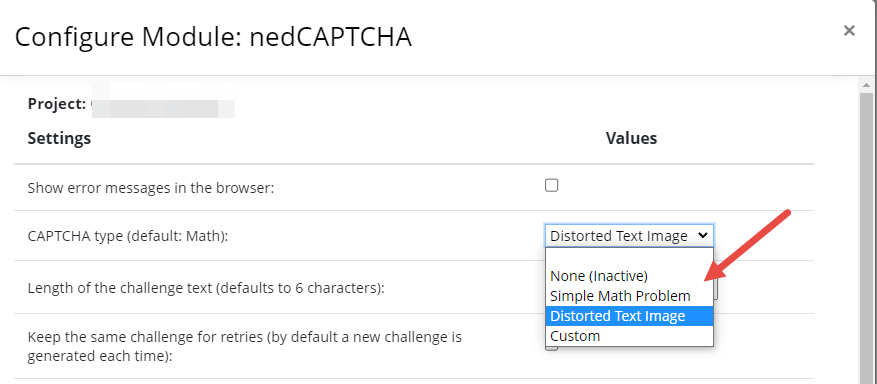 Configure Module: nedCAPTCHA
×
Project:
Settings Values
Show error messages in the browser:
CAPTCHA type (default: Math): Distorted Text Image
None (Inactive)
Length of the challenge text (defaults to 6 characters):
Simple Math Problem
Distorted Text Image
Custom
Keep the same challenge for retries (by default a new challenge is
generated each time):